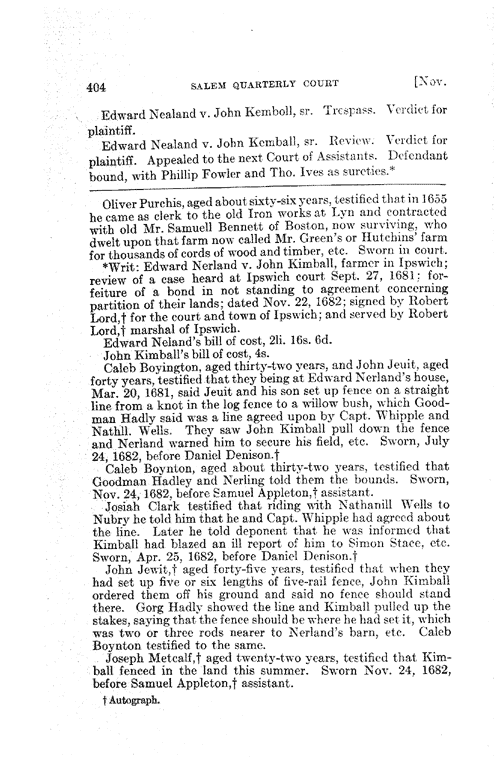 404 SALEM QUARTERLY COURT [Nov.
Edward Nealand v. John Kemboll, sr. Trespass. Verdict for
plaintiff.
Edward Nealand v. John Kemball, sr. Review. Verdict for
plaintiff. Appealed to the next Court of Assistants. Defendant
bound, with Phillip Fowler and Tho. Ives as sureties.*
Oliver Purchis, aged about sixty-six years, testified that in 1655
he came as clerk to the old Iron works at Lyn and contracted
with old Mr. Samuell Bennett of Boston, now surviving, who
dwelt upon that farm now called Mr. Green's or Hutchins' farm
for thousands of cords of wood and timber, etc. Sworn in court.
*Writ: Edward Nerland v. John Kimball, farmer in Ipswich;
review of a case heard at Ipswich court Sept. 27, 1681; for-
feiture of a bond in not standing to agreement concerning
partition of their lands; dated Nov. 22, 1682; signed by Robert
Lord,† for the court and town of Ipswich; and served by Robert
Lord,† marshal of Ipswich.
Edward Neland's bill of cost, 2li. 16s. 6d.
John Kimball's bill of cost, 4s.
Caleb Boyington, aged thirty-two years, and John Jeuit, aged
forty years, testified that they being at Edward Nerland's house,
Mar. 20, 1681, said Jeuit and his son set up fence on a straight
line from a knot in the log fence to a willow bush, which Good-
man Hadly said was a line agreed upon by Capt. Whipple and
Nathll. Wells. They saw John Kimball pull down the fence
and Nerland warned him to secure his field, etc. Sworn, July
24, 1682, before Daniel Denison.†
Caleb Boynton, aged about thirty-two years, testified that
Goodman Hadley and Nerling told them the bounds. Sworn,
Nov. 24, 1682, before Samuel Appleton,† assistant.
Josiah Clark testified that riding with Nathanill Wells to
Nubry he told him that he and Capt. Whipple had agreed about
the line. Later he told deponent that he was informed that
Kimball had blazed an ill report of him to Simon Stace, etc.
Sworn, Apr. 25, 1682, before Daniel Denison.†
John Jewit,† aged forty-five years, testified that when they
had set up five or six lengths of five-rail fence, John Kimball
ordered them off his ground and said no fence should stand
there. Gorg Hadly showed the line and Kimball pulled up the
stakes, saying that the fence should be where he had set it, which
was two or three rods nearer to Nerland's barn, etc. Caleb
Boynton testified to the same.
Joseph Metcalf,† aged twenty-two years, testified that Kim-
ball fenced in the land this summer. Sworn Nov. 24, 1682,
before Samuel Appleton,† assistant.
† Autograph.